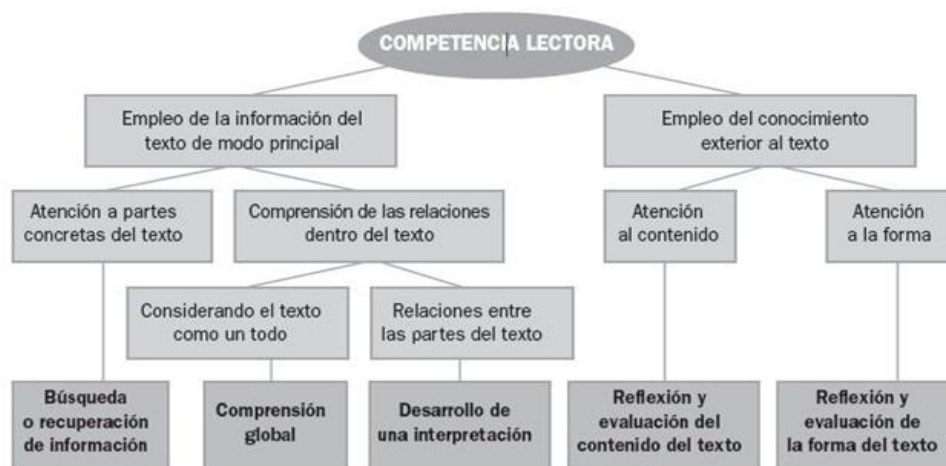 COMPETENCIA LECTORA
Empleo de la información del
texto de modo principal
Empleo del conocimiento
exterior al texto
Atención a partes
concretas del texto
Comprensión de las relaciones
dentro del texto
Atención
al contenido
Atención
a la forma
Considerando el texto
como un todo
Relaciones entre
las partes del texto
Búsqueda
o recuperación
de información
Comprensión
global
Desarrollo de
una interpretación
Reflexión y
evaluación del
contenido del texto
Reflexión y
evaluación de
la forma del texto